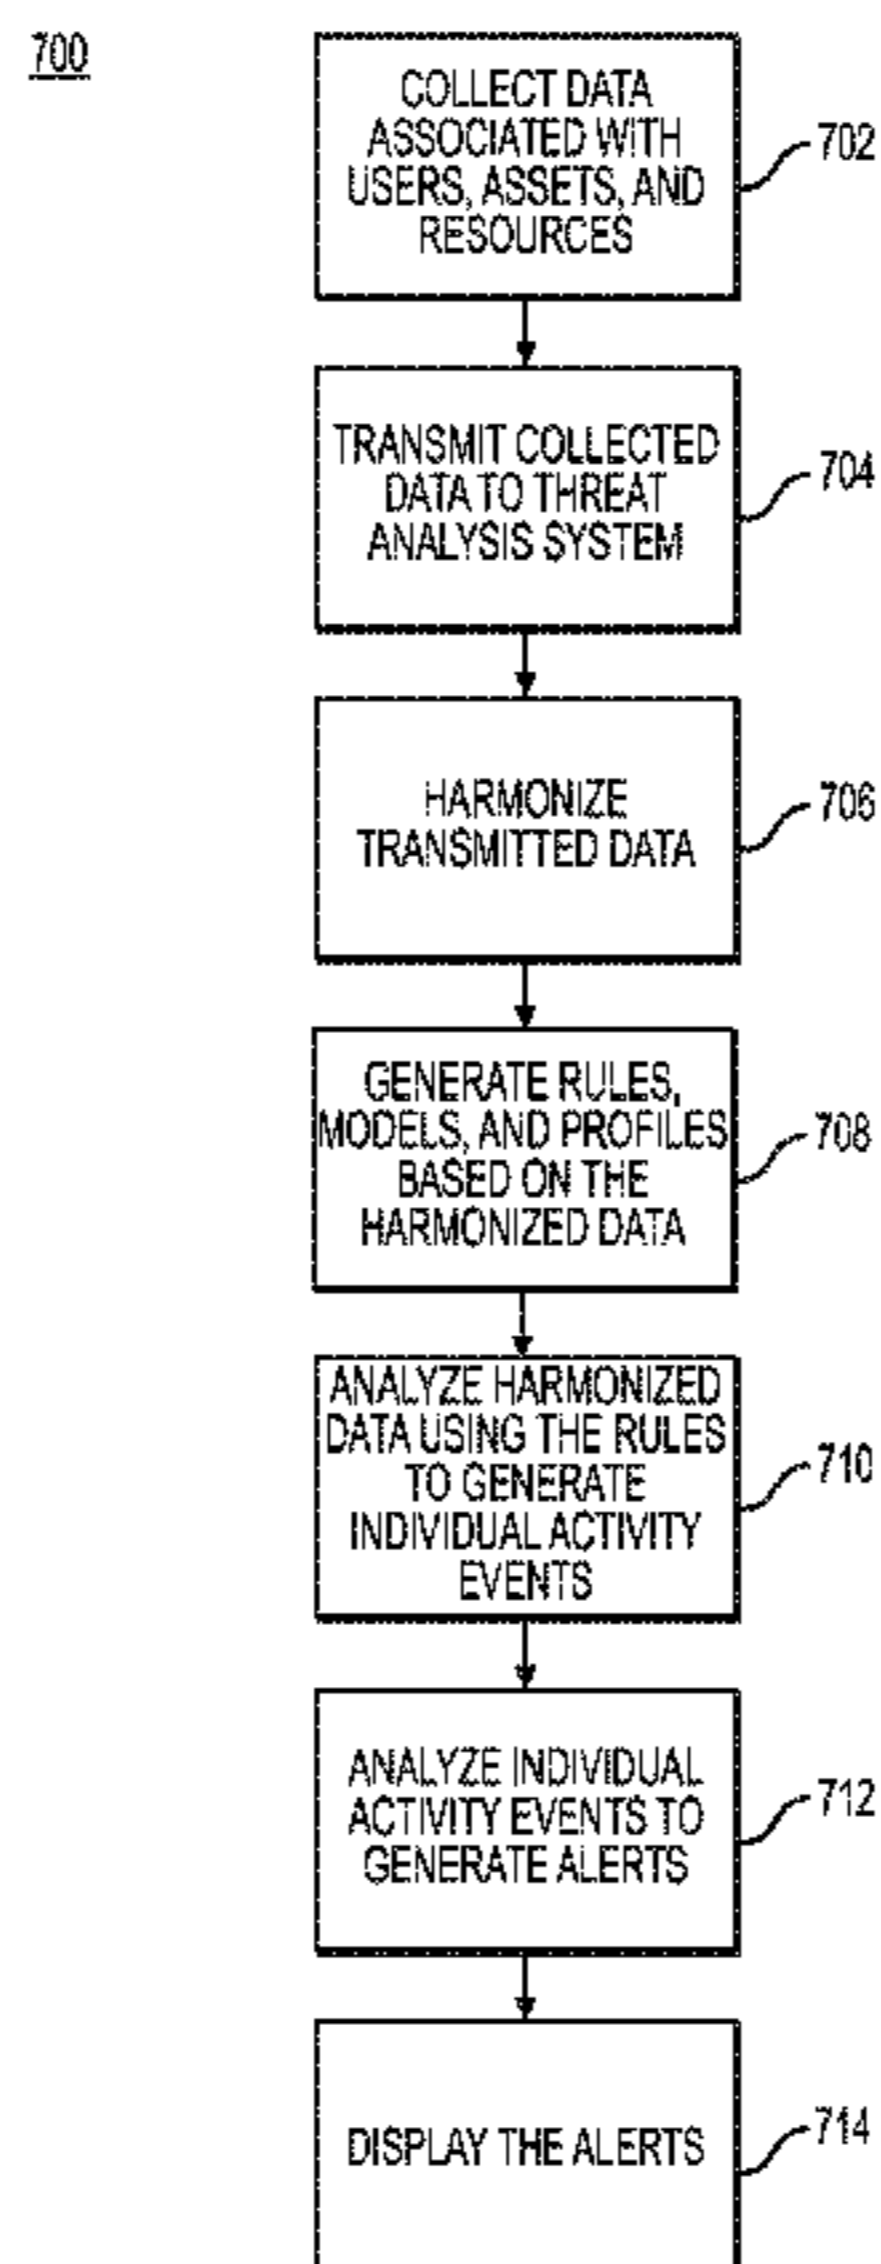 700
COLLECT DATA
ASSOCIATED WITH
USERS, ASSETS, AND
RESOURCES
702
TRANSMIT COLLECTED
DATA TO THREAT
ANALYSIS SYSTEM
704
HARMONIZE
TRANSMITTED DATA
706
GENERATE RULES,
MODELS, AND PROFILES
BASED ON THE
HARMONIZED DATA
708
ANALYZE HARMONIZED
DATA USING THE RULES
TO GENERATE
INDIVIDUAL ACTIVITY
EVENTS
710
ANALYZE INDIVIDUAL
ACTIVITY EVENTS TO
GENERATE ALERTS
712
DISPLAY THE ALERTS
714